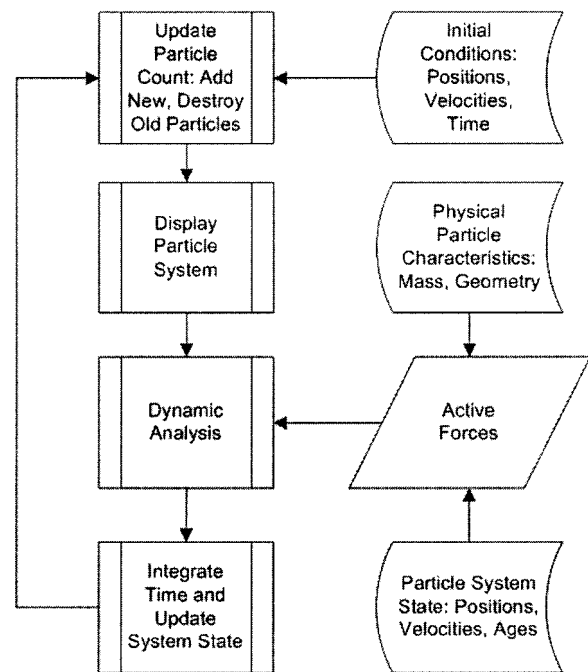 Update
Particle
Count: Add
New, Destroy
Old Particles
Initial
Conditions:
Positions,
Velocities,
Time
Display
Particle
System
Physical
Particle
Characteristics:
Mass, Geometry
Dynamic
Analysis
Active
Forces
Integrate
Time and
Update
System State
Particle System
State: Positions,
Velocities, Ages